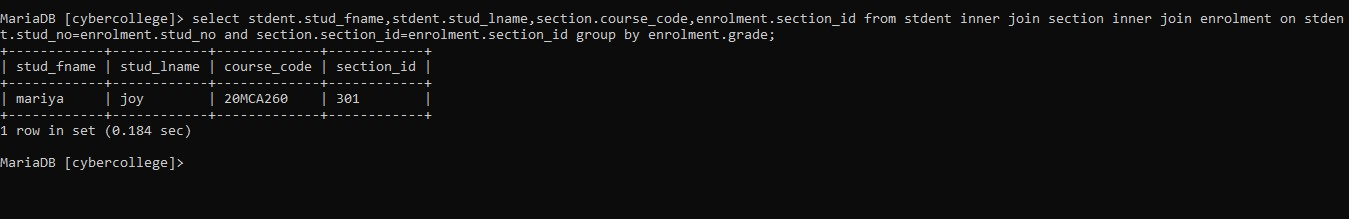 MariaDB [cybercollege]> select stdent.stud_fname,stdent.stud_lname,section.course_code,enrolment.section_id from stdent inner join section inner join enrolment on stden
t.stud_no=enrolment.stud_no and section.section_id=enrolment.section_id group by enrolment.grade;
+------------+------------+-------------+------------+
| stud_fname | stud_lname | course_code | section_id |
+------------+------------+-------------+------------+
| mariya     | joy        | 20MCA260    | 301        |
+------------+------------+-------------+------------+
1 row in set (0.184 sec)
MariaDB [cybercollege]>